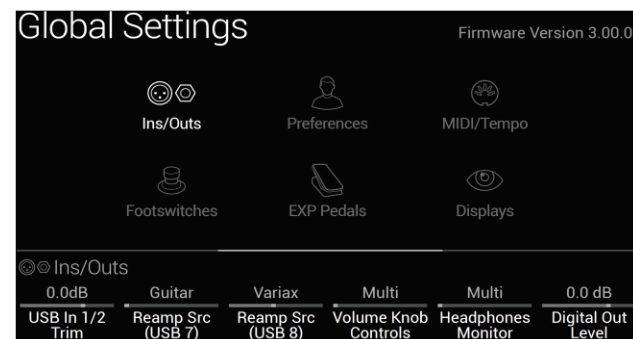 Global Settings
Firmware Version 3.00.0
Ins/Outs Preferences MIDI/Tempo
Footswitches EXP Pedals Displays
Ins/Outs
0.0dB Guitar Variax Multi Multi 0.0 dB
USB In 1/2 Reamp Src Reamp Src Volume Knob Headphones Digital Out
Trim (USB 7) (USB 8) Controls Monitor Level